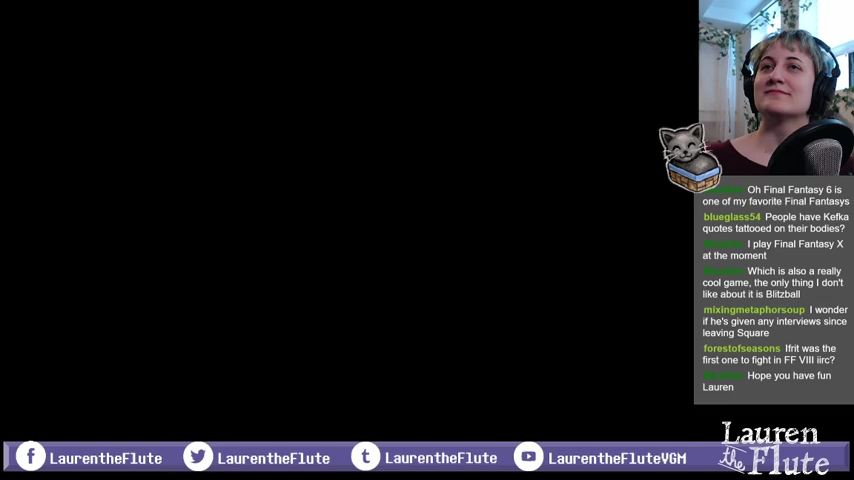 Oh Final Fantasy 6 is
one of my favorite Final Fantasys
blueglass54 People have Kefka
quotes tattooed on their bodies?
I play Final Fantasy X
at the moment
Which is also a really
cool game, the only thing I don't
like about it is Blitzball
mixingmetaphorsoup I wonder
if he's given any interviews since
leaving Square
forestofseasons Ifrit was the
first one to fight in FF VIII iirc?
Hope you have fun
Lauren
LaurentheFlute
LaurentheFlute
LaurentheFlute
LaurentheFluteVGM
Lauren
the Flute